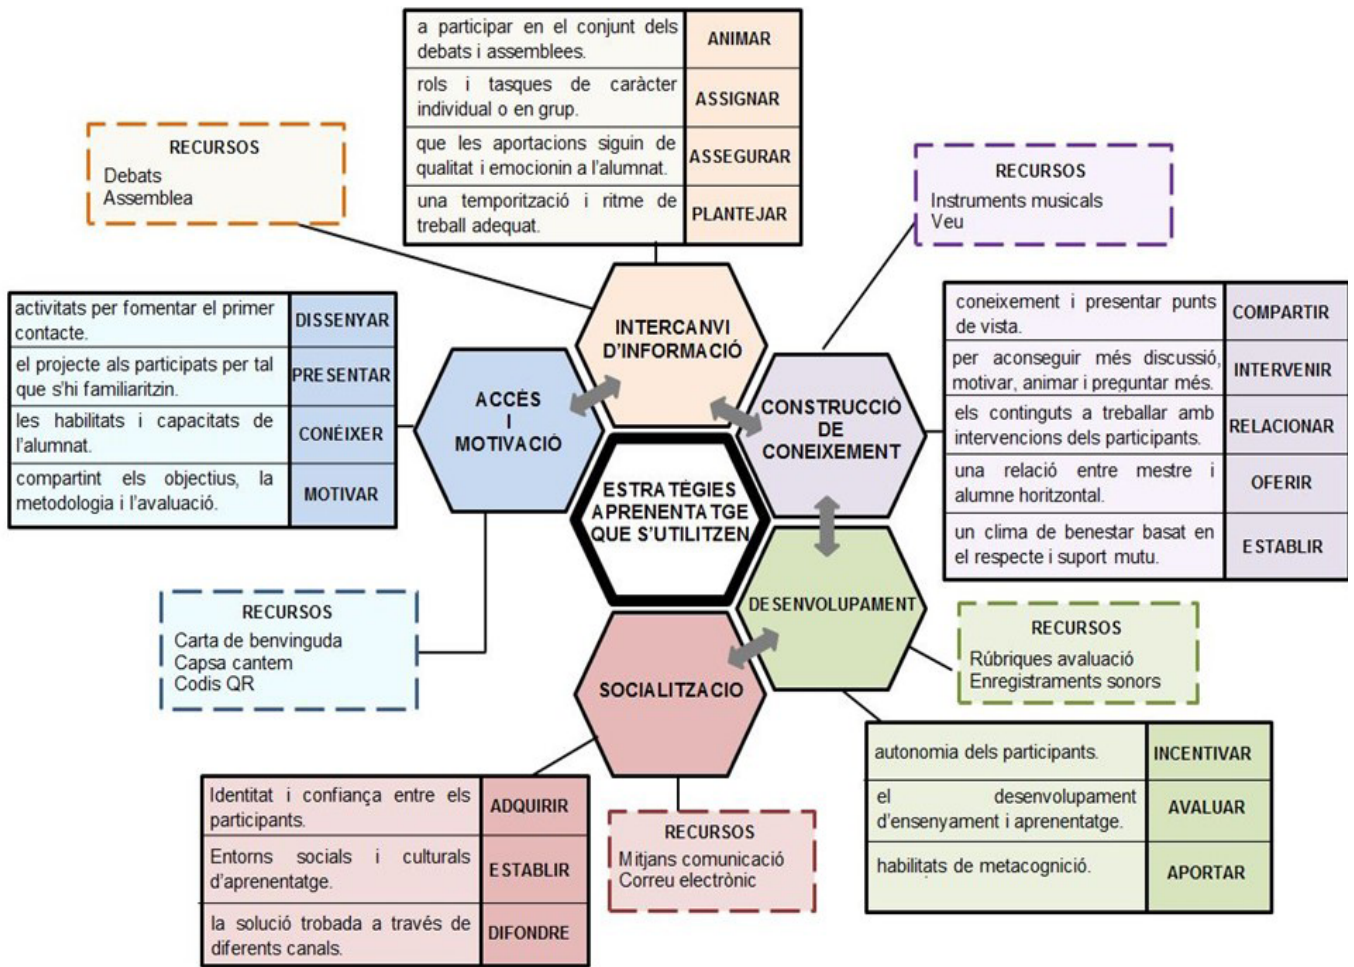 a participar en el conjunt dels
debats i assemblees.
ANIMAR
rols i tasques de caràcter
individual o en grup.
ASSIGNAR
que les aportacions siguin de
qualitat i emocionin a l’alumnat.
ASSEGURAR
una temporització i ritme de
treball adequat.
PLANTEJAR
RECURSOS
Debats
Assemblea
RECURSOS
Instruments musicals
Veu
activitats per fomentar el primer
contacte.
DISSENYAR
el projecte als participats per tal
que s’hi familiaritzin.
PRESENTAR
les habilitats i capacitats de
l’alumnat.
CONÉIXER
compartint els objectius, la
metodologia i l’avaluació.
MOTIVAR
INTERCANVI
D’INFORMACIÓ
ACCÉS
I
MOTIVACIÓ
CONSTRUCCIÓ
DE
CONEIXEMENT
coneixement i presentar punts
de vista.
COMPARTIR
per aconseguir més discussió,
motivar, animar i preguntar més.
INTERVENIR
els continguts a treballar amb
intervencions dels participants.
RELACIONAR
una relació entre mestre i
alumne horitzontal.
OFERIR
un clima de benestar basat en
el respecte i suport mutu.
ESTABLIR
ESTRATÈGIES
APRENENTATGE
QUE S’UTILITZEN
RECURSOS
Carta de benvinguda
Capsa cantem
Codis QR
DESENVOLUPAMENT
RECURSOS
Rúbriques avaluació
Enregistraments sonors
SOCIALITZACIO
autonomia dels participants.
INCENTIVAR
el desenvolupament
d’ensenyament i aprenentatge.
AVALUAR
habilitats de metacognició.
APORTAR
Identitat i confiança entre els
participants.
ADQUIRIR
Entorns socials i culturals
d’aprenentatge.
ESTABLIR
la solució trobada a través de
diferents canals.
DIFONDRE
RECURSOS
Mitjans comunicació
Correu electrònic